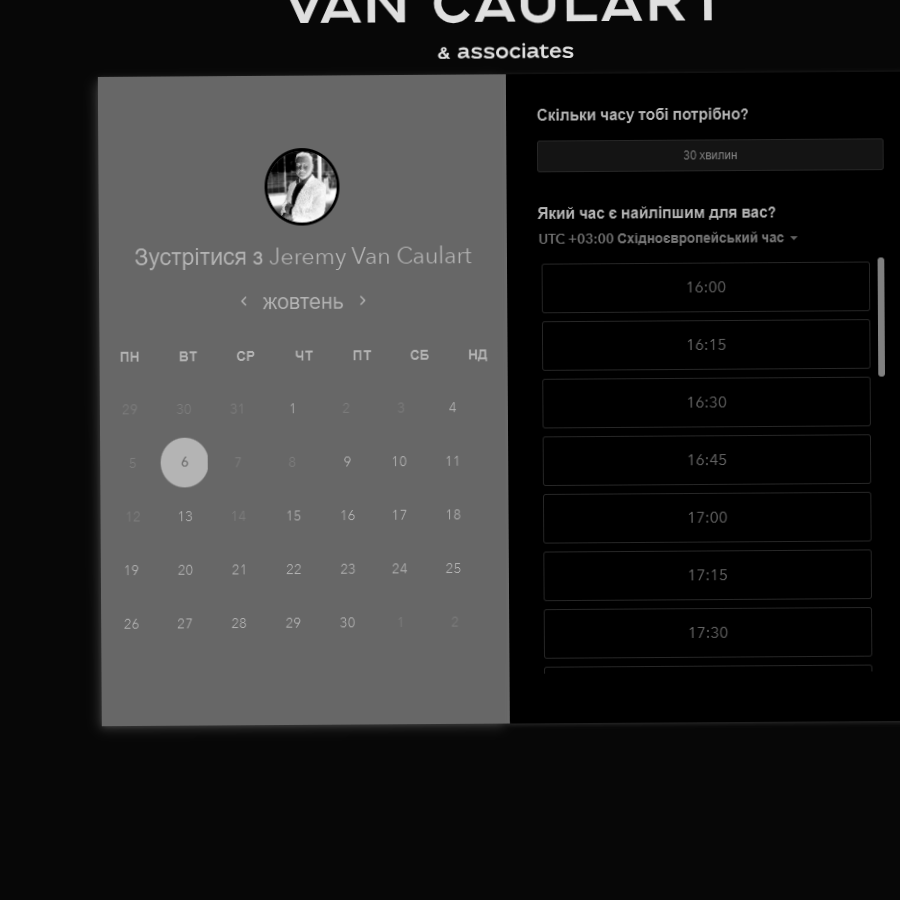 VAN CAULART
& associates
Зустрітися з Jeremy Van Caulart
‹ жовтень ›
ПН ВТ СР ЧТ ПТ СБ НД
29 30 31 1 2 3 4
5 6 7 8 9 10 11
12 13 14 15 16 17 18
19 20 21 22 23 24 25
26 27 28 29 30 1 2
Скільки часу тобі потрібно?
30 хвилин
Який час є найліпшим для вас?
UTC +03:00 Східноєвропейський час
16:00
16:15
16:30
16:45
17:00
17:15
17:30